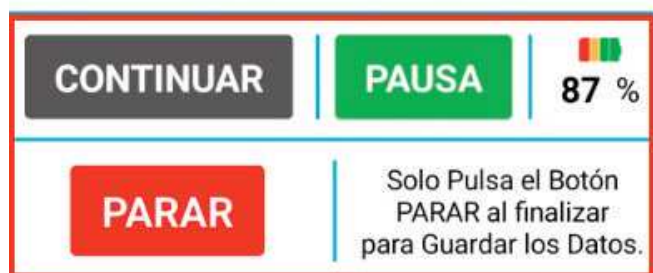 CONTINUAR
PAUSA
87 %
PARAR
Solo Pulsa el Botón
PARAR al finalizar
para Guardar los Datos.